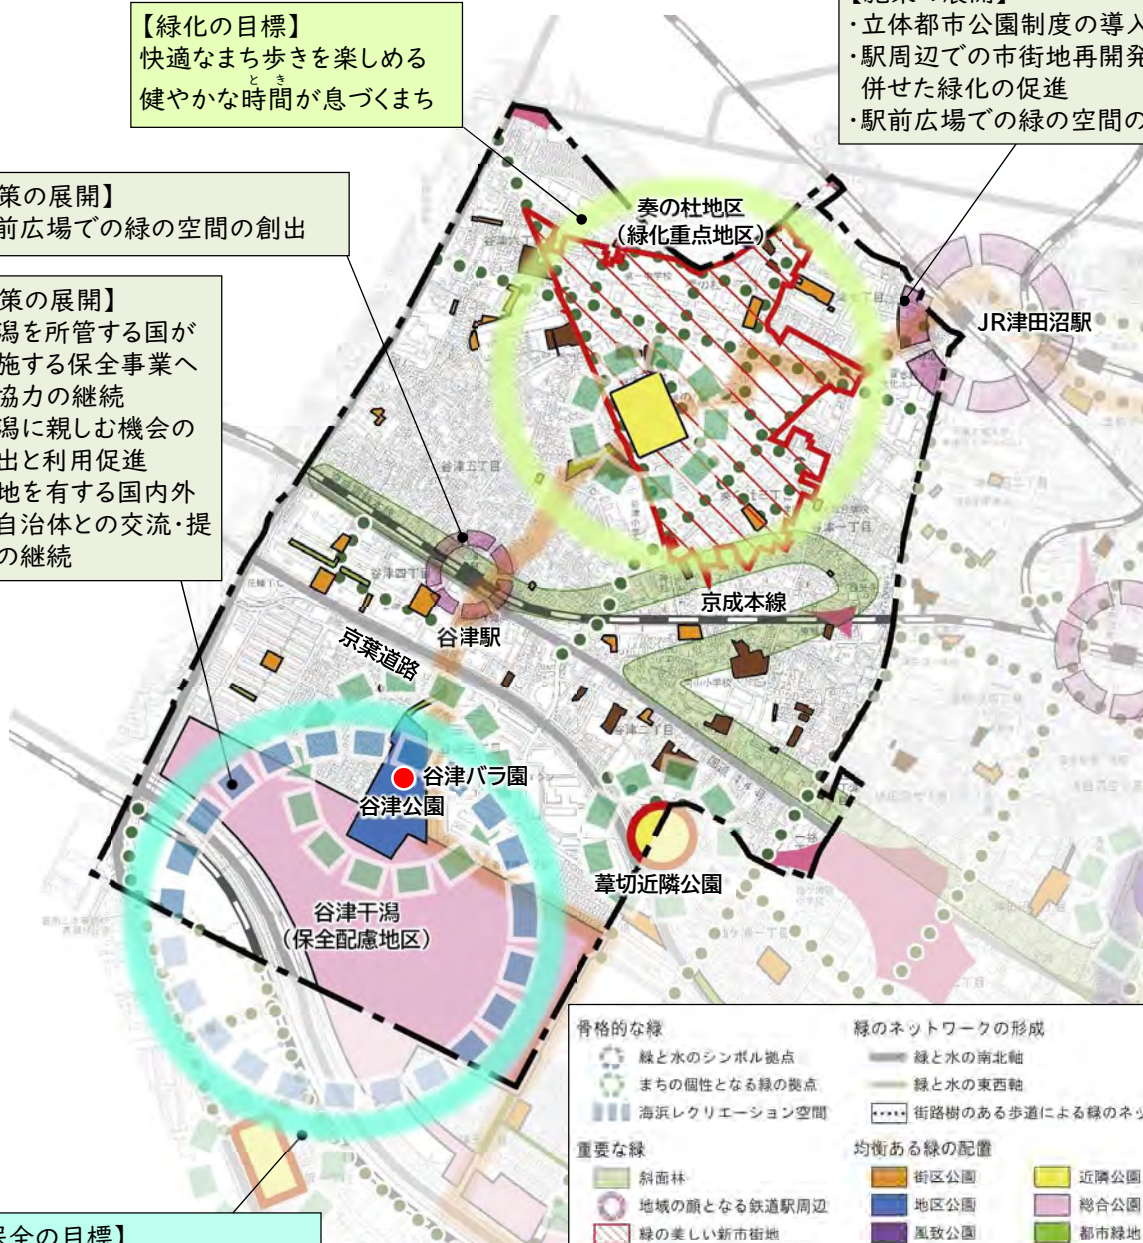 【緑化の目標】
快適なまち歩きを楽しめる
健やかな時間が息づくまち
とき
・立体都市公園制度の導入
・駅周辺での市街地再開発
併せた緑化の促進
・駅前広場での緑の空間の
策の展開】
前広場での緑の空間の創出
策の展開】
潟を所管する国が
施する保全事業へ
協力の継続
潟に親しむ機会の
出と利用促進
地を有する国内外
自治体との交流・提
の継続
奏の杜地区
(緑化重点地区)
JR津田沼駅
谷津五丁目
谷津四丁目
谷津駅
京成本線
京葉道路
谷津バラ園
谷津公園
葦切近隣公園
谷津干潟
(保全配慮地区)
骨格的な緑
緑と水のシンボル拠点
まちの個性となる緑の拠点
海浜レクリエーション空間
重要な緑
斜面林
地域の顔となる鉄道駅周辺
緑の美しい新市街地
緑のネットワークの形成
緑と水の南北軸
緑と水の東西軸
街路樹のある歩道による緑のネッ
均衡ある緑の配置
街区公園
近隣公園
地区公園
総合公園
風致公園
都市緑地
保全の目標】